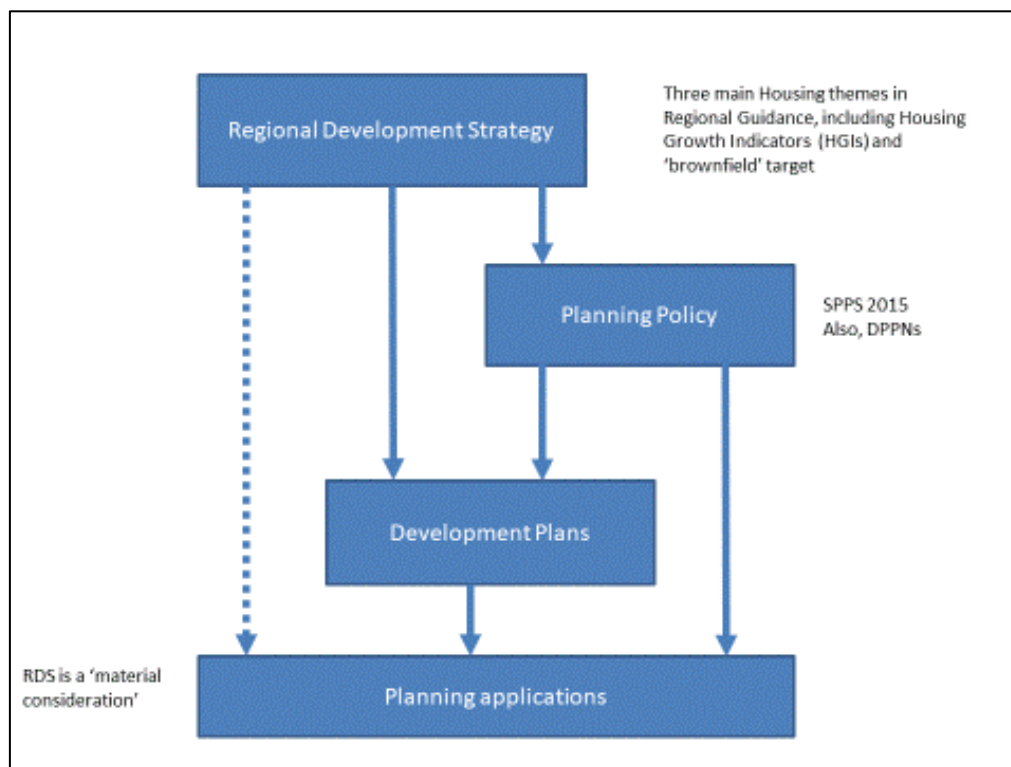 Regional Development Strategy
Three main Housing themes in
Regional Guidance, including Housing
Growth Indicators (HGIs) and
‘brownfield’ target
Planning Policy
SPPS 2015
Also, DPPNs
Development Plans
RDS is a ‘material
consideration’
Planning applications